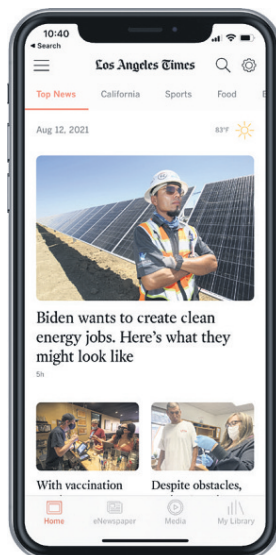 10:40
◄ Search
Los Angeles Times
Top News California Sports Food E
Aug 12, 2021 83°F
Biden wants to create clean
energy jobs. Here's what they
might look like
5h
With vaccination
Despite obstacles,
Home eNewspaper Media My Library